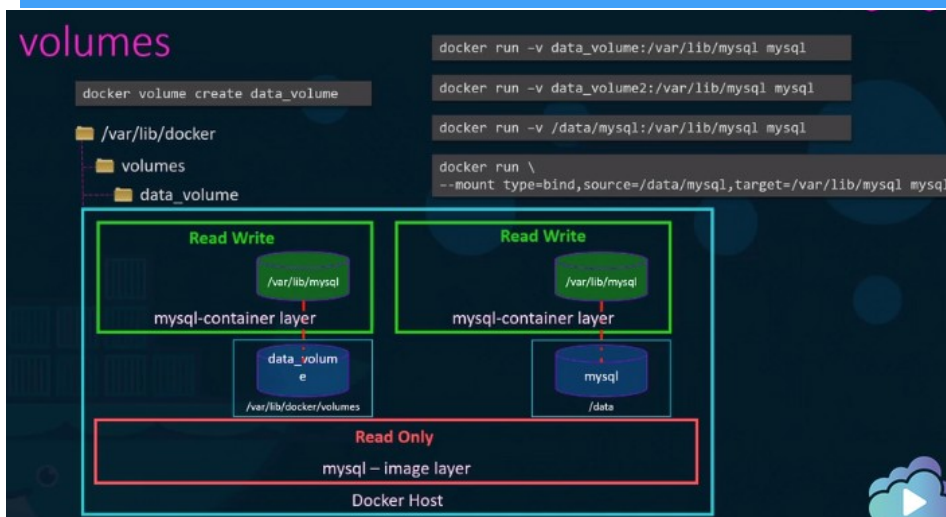 volumes
docker volume create data_volume
/var/lib/docker
volumes
data_volume
docker run -v data_volume:/var/lib/mysql mysql
docker run -v data_volume2:/var/lib/mysql mysql
docker run -v /data/mysql:/var/lib/mysql mysql
docker run \
--mount type=bind,source=/data/mysql,target=/var/lib/mysql mysql
Read Write
/var/lib/mysql
mysql-container layer
data_volum
e
/var/lib/docker/volumes
Read Write
/var/lib/mysql
mysql-container layer
mysql
/data
Read Only
mysql – image layer
Docker Host